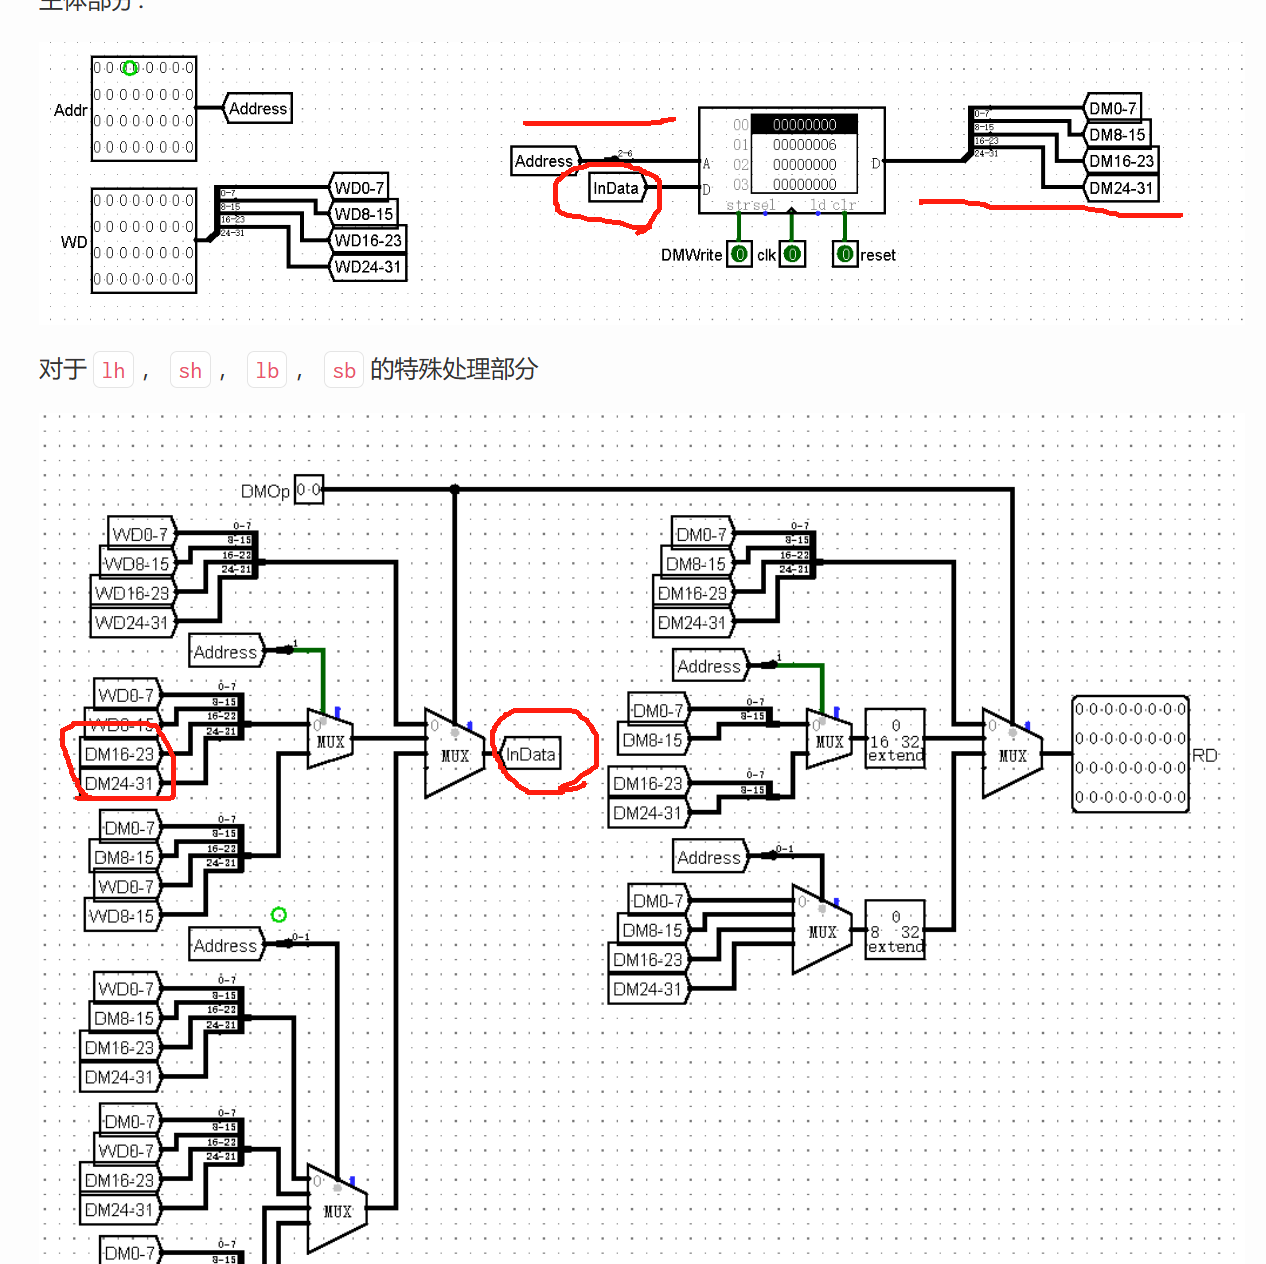 主体部分：
0 0 0 0 0 0 0 0
0 0 0 0 0 0 0 0
Addr
Address
0 0 0 0 0 0 0 0
0 0 0 0 0 0 0 0
0 0 0 0 0 0 0 0
WD
0 0 0 0 0 0 0 0
0 0 0 0 0 0 0 0
0 0 0 0 0 0 0 0
0-7
8-15
16-23
24-31
WD0-7
WD8-15
WD16-23
WD24-31
Address
2-6
InData
A
D
00 00000000
01 00000006
02 00000000
03 00000000
D
str sel ld clr
DMWrite 0 clk 0 0 reset
0-7
8-15
16-23
24-31
DM0-7
DM8-15
DM16-23
DM24-31
对于 lh ， sh ， lb ， sb 的特殊处理部分
DMOp 0 0
WD0-7 0-7
WD8-15 8-15
WD16-23 16-23
WD24-31 24-31
Address 1
WD0-7 0-7
WD8-15 8-15
DM16-23 16-23
DM24-31 24-31
0
MUX
DM0-7 0-7
DM8-15 8-15
WD0-7 16-23
WD8-15 24-31
0
MUX
InData
Address 0-1
WD0-7 0-7
DM8-15 8-15
DM16-23 16-23
DM24-31 24-31
DM0-7 0-7
WD0-7 8-15
DM16-23 16-23
DM24-31 24-31
0
MUX
DM0-7 0-7
8-15
DM0-7 0-7
DM8-15 8-15
DM16-23 16-23
DM24-31 24-31
Address 1
DM0-7 0-7
DM8-15 8-15
DM16-23 0-7
DM24-31 8-15
0
MUX
0
16 32
extend
Address 0-1
DM0-7
DM8-15
DM16-23
DM24-31
0
MUX
0
8 32
extend
0
MUX
0 0 0 0 0 0 0 0
0 0 0 0 0 0 0 0
0 0 0 0 0 0 0 0
0 0 0 0 0 0 0 0
RD